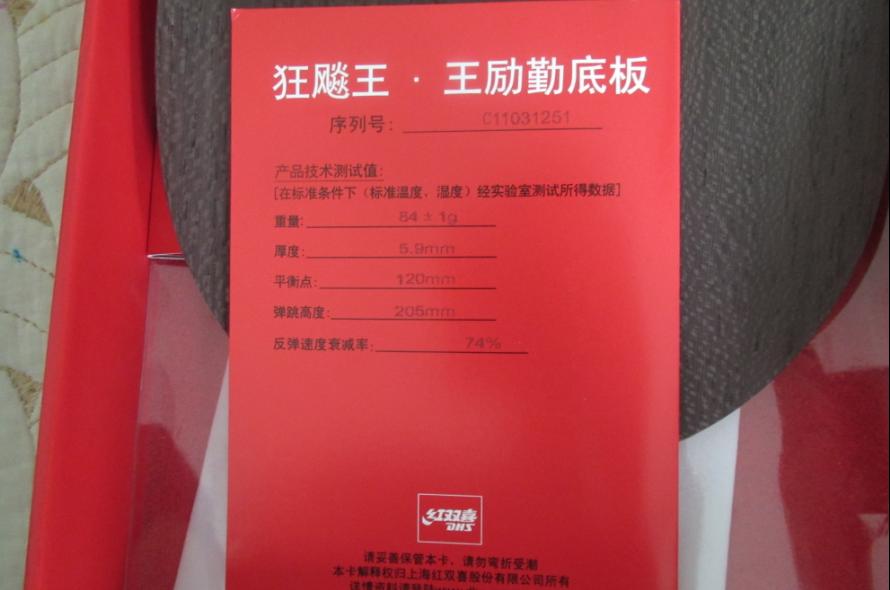 狂飚王 · 王励勤底板
序列号: C11031251
产品技术测试值:
[在标准条件下（标准温度、湿度）经实验室测试所得数据]
重量: 84±1g
厚度: 5.9mm
平衡点: 120mm
弹跳高度: 205mm
反弹速度衰减率: 74%
红双喜
DHS
请妥善保管本卡，请勿弯折受潮
本卡解释权归上海红双喜股份有限公司所有